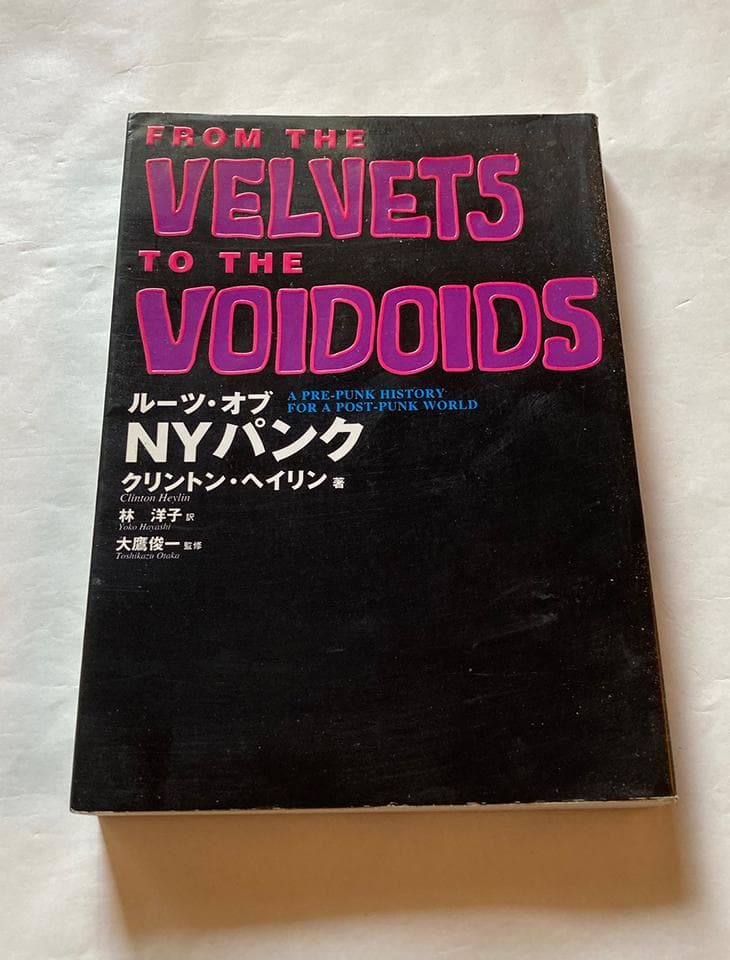 FROM THE
VELVETS
TO THE
VOIDOIDS
ルーツ・オブ
A PRE-PUNK HISTORY
FOR A POST-PUNK WORLD
NYパンク
クリントン・ヘイリン 著
Clinton Heylin
林 洋子 訳
Yoko Hayashi
大鷹俊一 監修
Toshikazu Otaka